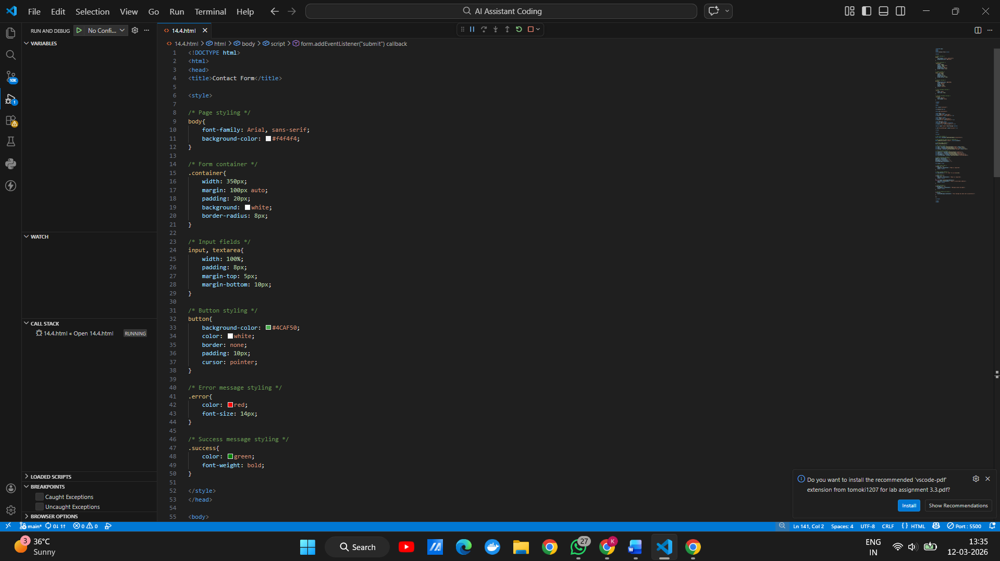 File Edit Selection View Go Run Terminal Help
AI Assistant Coding
RUN AND DEBUG No Confi...
14.4.html
14.4.html > html > body > script > form.addEventListener("submit") callback
VARIABLES
WATCH
CALL STACK
14.4.html « Open 14.4.html RUNNING
LOADED SCRIPTS
BREAKPOINTS
Caught Exceptions
Uncaught Exceptions
BROWSER OPTIONS
10K
1
1 <!DOCTYPE html>
2 <html>
3 <head>
4 <title>Contact Form</title>
5
6 <style>
7
8 /* Page styling */
9 body{
10 font-family: Arial, sans-serif;
11 background-color: #f4f4f4;
12 }
13
14 /* Form container */
15 .container{
16 width: 350px;
17 margin: 100px auto;
18 padding: 20px;
19 background: white;
20 border-radius: 8px;
21 }
22
23 /* Input fields */
24 input, textarea{
25 width: 100%;
26 padding: 8px;
27 margin-top: 5px;
28 margin-bottom: 10px;
29 }
30
31 /* Button styling */
32 button{
33 background-color: #4CAF50;
34 color: white;
35 border: none;
36 padding: 10px;
37 cursor: pointer;
38 }
39
40 /* Error message styling */
41 .error{
42 color: red;
43 font-size: 14px;
44 }
45
46 /* Success message styling */
47 .success{
48 color: green;
49 font-weight: bold;
50 }
51
52 </style>
53 </head>
54
55 <body>
Do you want to install the recommended 'vscode-pdf'
extension from tomoki1207 for lab assignment 3.3.pdf?
Install Show Recommendations
main* 0↓ 1↑ 0 0
Ln 141, Col 2 Spaces: 4 UTF-8 CRLF { } HTML Port : 5500
3 36°C
Sunny
Search
27
K
W
ENG
IN
13:35
12-03-2026